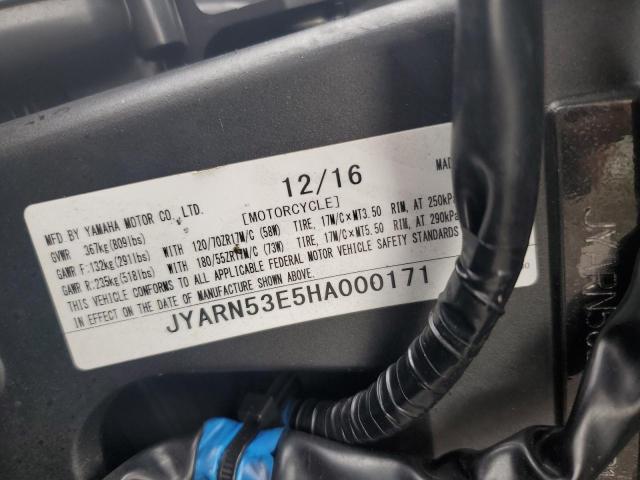 12/16
MFD BY YAMAHA MOTOR CO., LTD. [MOTORCYCLE]
GVWR 367kg(809lbs)
GAWR F:132kg(291lbs) WITH 120/70ZR17M/C (58W) TIRE, 17M/C×MT3.50 RIM, AT 250kPa
GAWR R:235kg(518lbs) WITH 180/55ZR17M/C (73W) TIRE, 17M/C×MT5.50 RIM, AT 290kPa
THIS VEHICLE CONFORMS TO ALL APPLICABLE FEDERAL MOTOR VEHICLE SAFETY STANDARDS
IN EFFECT ON THE DATE OF MANUFACTURE SHOWN ABOVE.
JYARN53E5HA000171